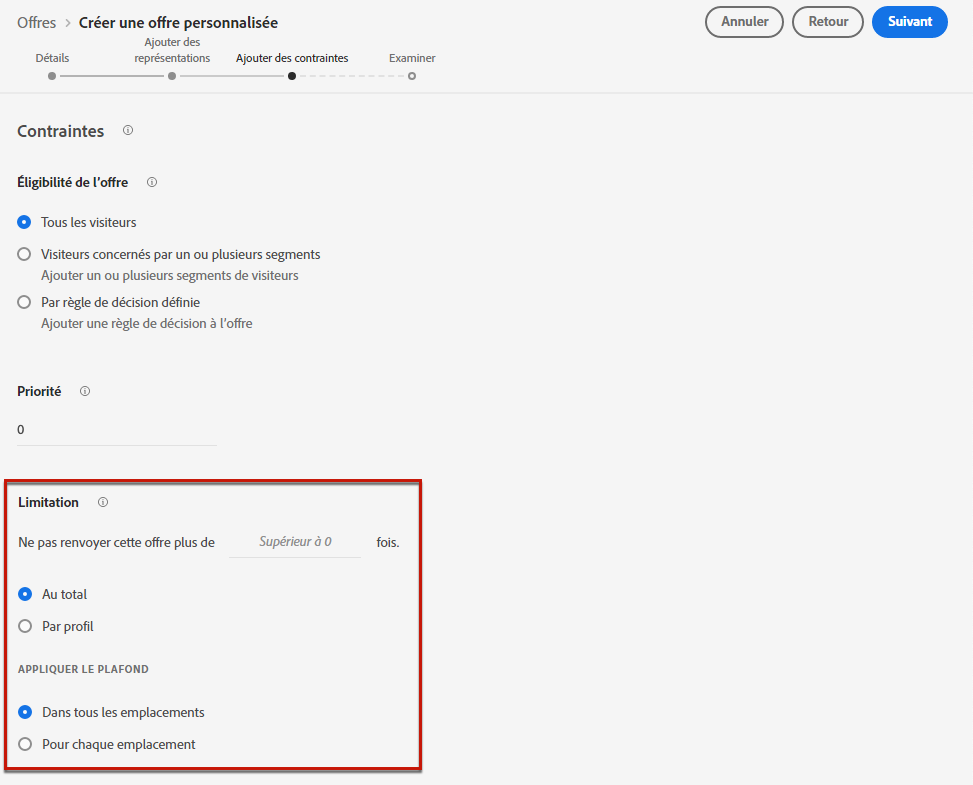 Offres > Créer une offre personnalisée
Annuler
Retour
Suivant
Détails
Ajouter des
représentations
Ajouter des contraintes
Examiner
Contraintes
Éligibilité de l'offre
Tous les visiteurs
Visiteurs concernés par un ou plusieurs segments
Ajouter un ou plusieurs segments de visiteurs
Par règle de décision définie
Ajouter une règle de décision à l'offre
Priorité
0
Limitation
Ne pas renvoyer cette offre plus de Supérieur à 0 fois.
Au total
Par profil
APPLIQUER LE PLAFOND
Dans tous les emplacements
Pour chaque emplacement